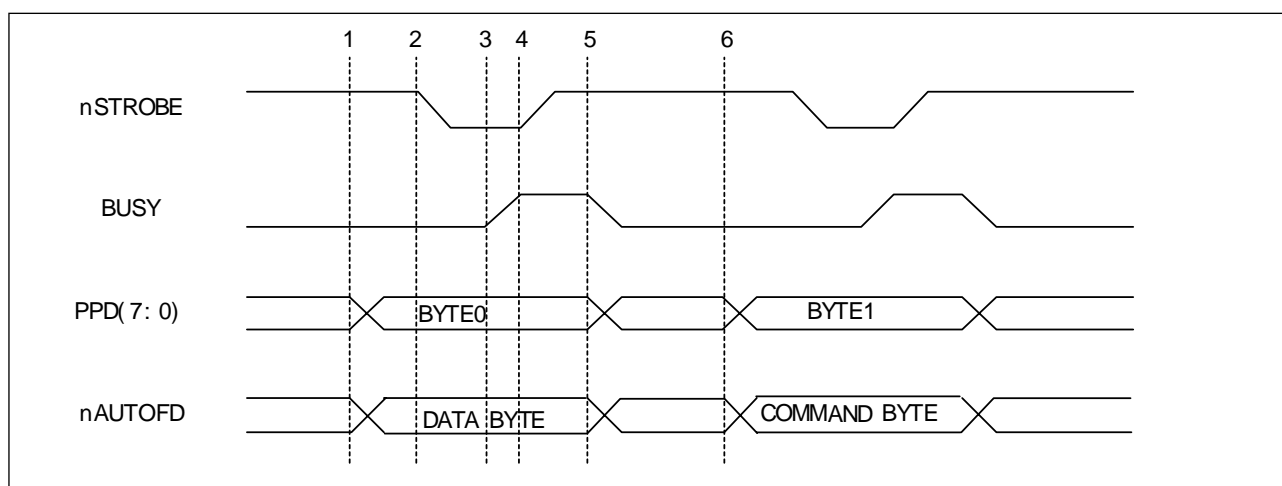 1 2 3 4 5 6
nSTROBE
BUSY
PPD(7:0) BYTE0 BYTE1
nAUTOFD DATA BYTE COMMAND BYTE